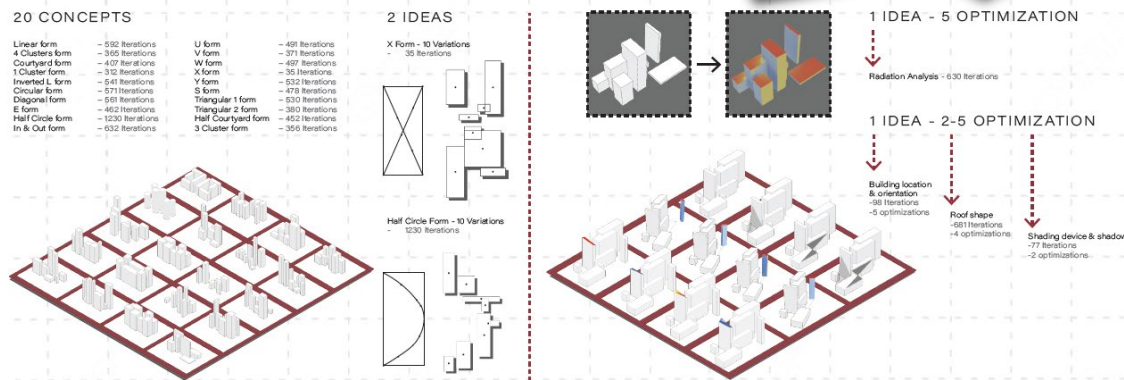 20 CONCEPTS
Linear form - 592 Iterations
4 Clusters form - 365 Iterations
Courtyard form - 407 Iterations
1 Cluster form - 312 Iterations
Inverted L form - 541 Iterations
Circular form - 571 Iterations
Diagonal form - 561 Iterations
E form - 462 Iterations
Half Circle form - 1230 Iterations
In & Out form - 632 Iterations
U form - 491 Iterations
V form - 371 Iterations
W form - 497 Iterations
X form - 35 Iterations
Y form - 532 Iterations
S form - 478 Iterations
Triangular 1 form - 530 Iterations
Triangular 2 form - 380 Iterations
Half Courtyard form - 452 Iterations
3 Cluster form - 356 Iterations
2 IDEAS
X Form - 10 Variations
- 35 Iterations
Half Circle Form - 10 Variations
- 1230 Iterations
1 IDEA - 5 OPTIMIZATION
Radiation Analysis - 630 Iterations
1 IDEA - 2-5 OPTIMIZATION
Building location
& orientation
-98 Iterations
-5 optimizations
Roof shape
-681 Iterations
-4 optimizations
Shading device & shadow
-77 Iterations
-2 optimizations